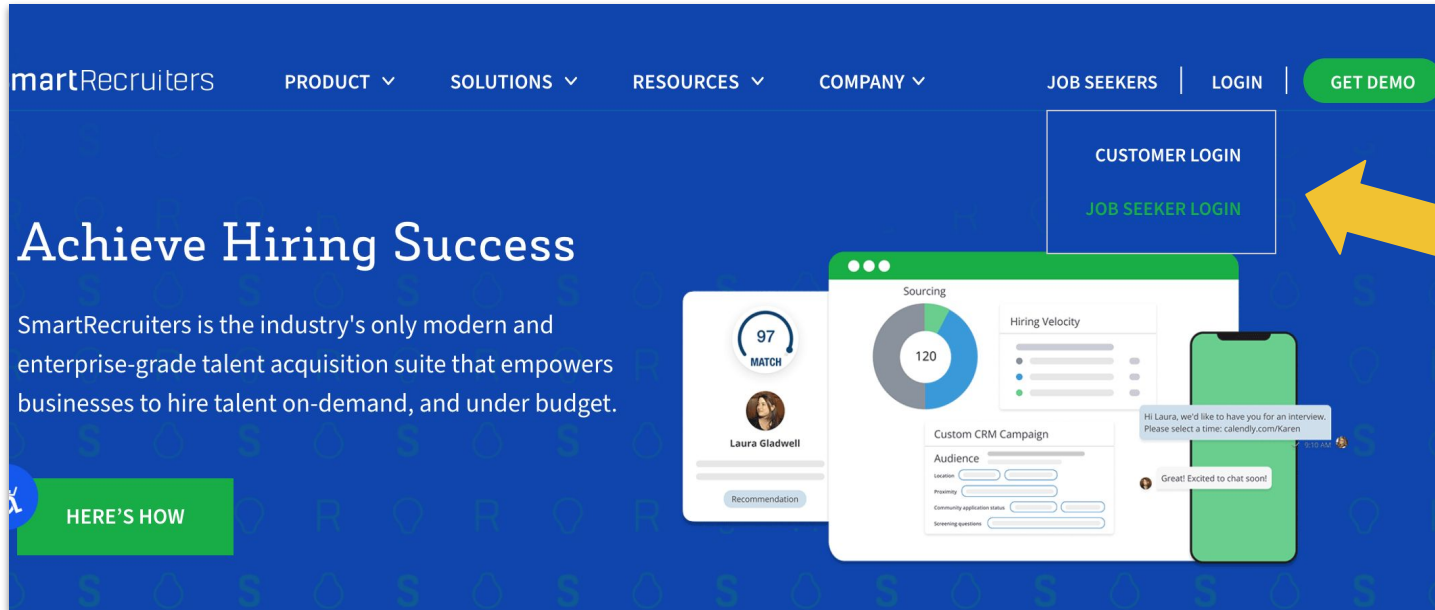 martRecruiters
PRODUCT
SOLUTIONS
RESOURCES
COMPANY
JOB SEEKERS
LOGIN
GET DEMO
CUSTOMER LOGIN
JOB SEEKER LOGIN
Achieve Hiring Success
SmartRecruiters is the industry's only modern and
enterprise-grade talent acquisition suite that empowers
businesses to hire talent on-demand, and under budget.
HERE'S HOW
97
MATCH
Laura Gladwell
Recommendation
Sourcing
120
Hiring Velocity
Custom CRM Campaign
Audience
Location
Proximity
Community application status
Screening questions
Hi Laura, we'd like to have you for an interview.
Please select a time: calendly.com/Karen
9:10 AM
Great! Excited to chat soon!